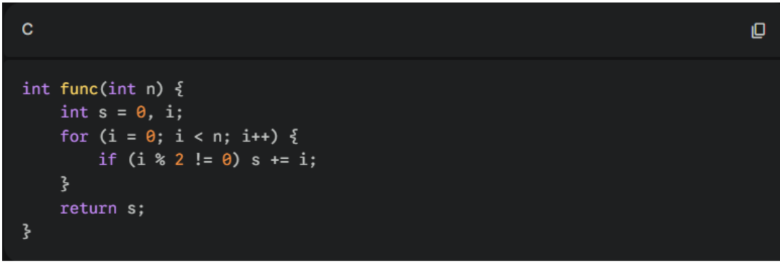 C
int func(int n) {
    int s = 0, i;
    for (i = 0; i < n; i++) {
        if (i % 2 != 0) s += i;
    }
    return s;
}